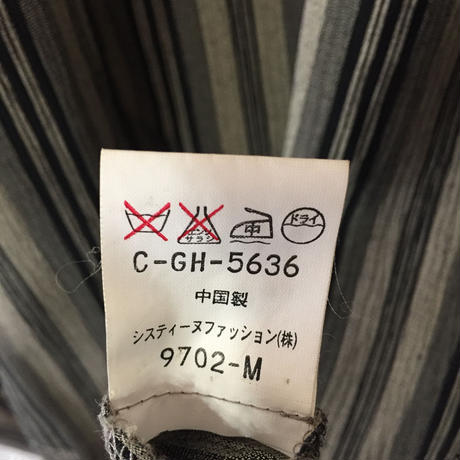 エンソ サラシ 中 ドライ
C-GH-5636
中国製
システィーヌファッション(株)
9702-M